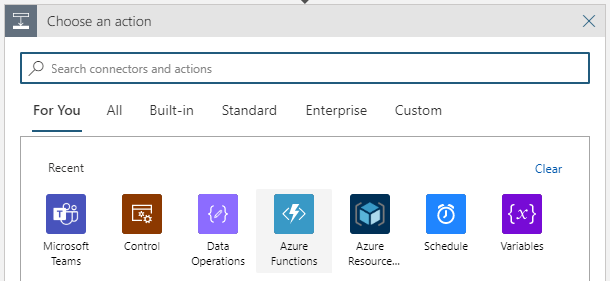 Choose an action
Search connectors and actions
For You All Built-in Standard Enterprise Custom
Recent Clear
Microsoft Teams
Control
Data Operations
Azure Functions
Azure Resource...
Schedule
Variables
{x}